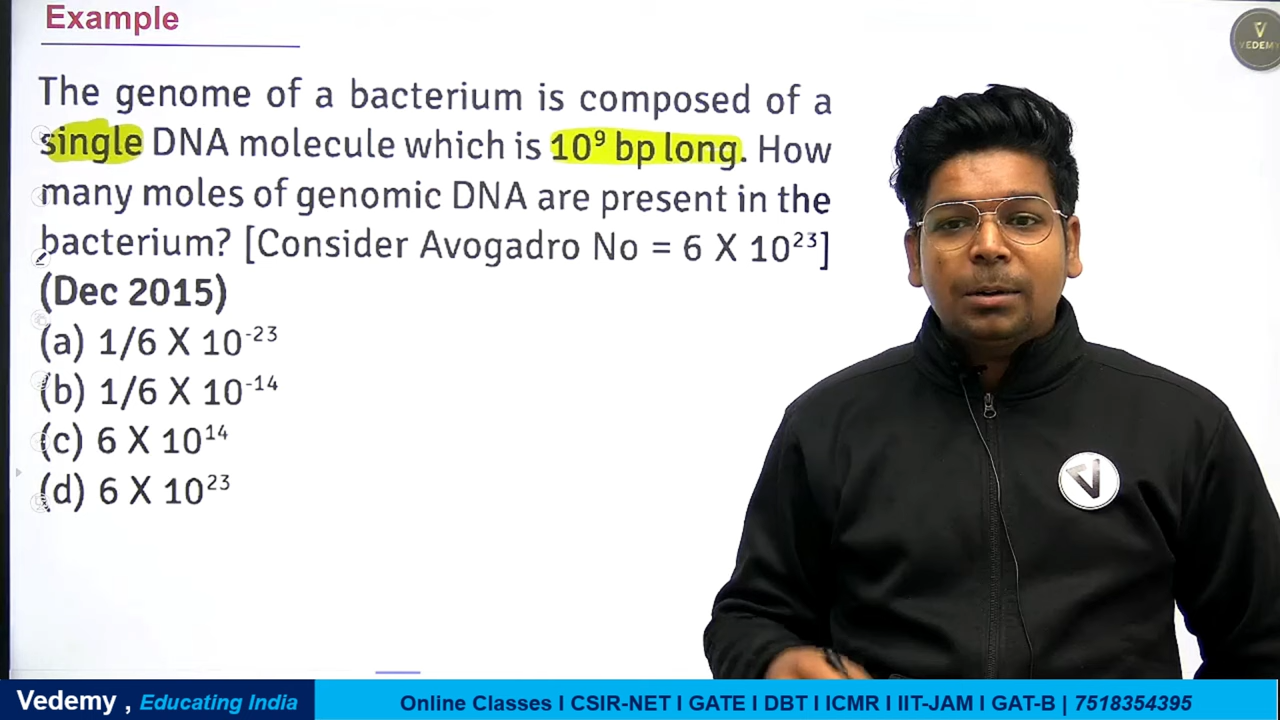 Example
VEDEMY
The genome of a bacterium is composed of a
single DNA molecule which is 10⁹ bp long. How
many moles of genomic DNA are present in the
bacterium? [Consider Avogadro No = 6 X 10²³]
(Dec 2015)
(a) 1/6 X 10⁻²³
(b) 1/6 X 10⁻¹⁴
(c) 6 X 10¹⁴
(d) 6 X 10²³
Vedemy , Educating India
Online Classes I CSIR-NET I GATE I DBT I ICMR I IIT-JAM I GAT-B | 7518354395